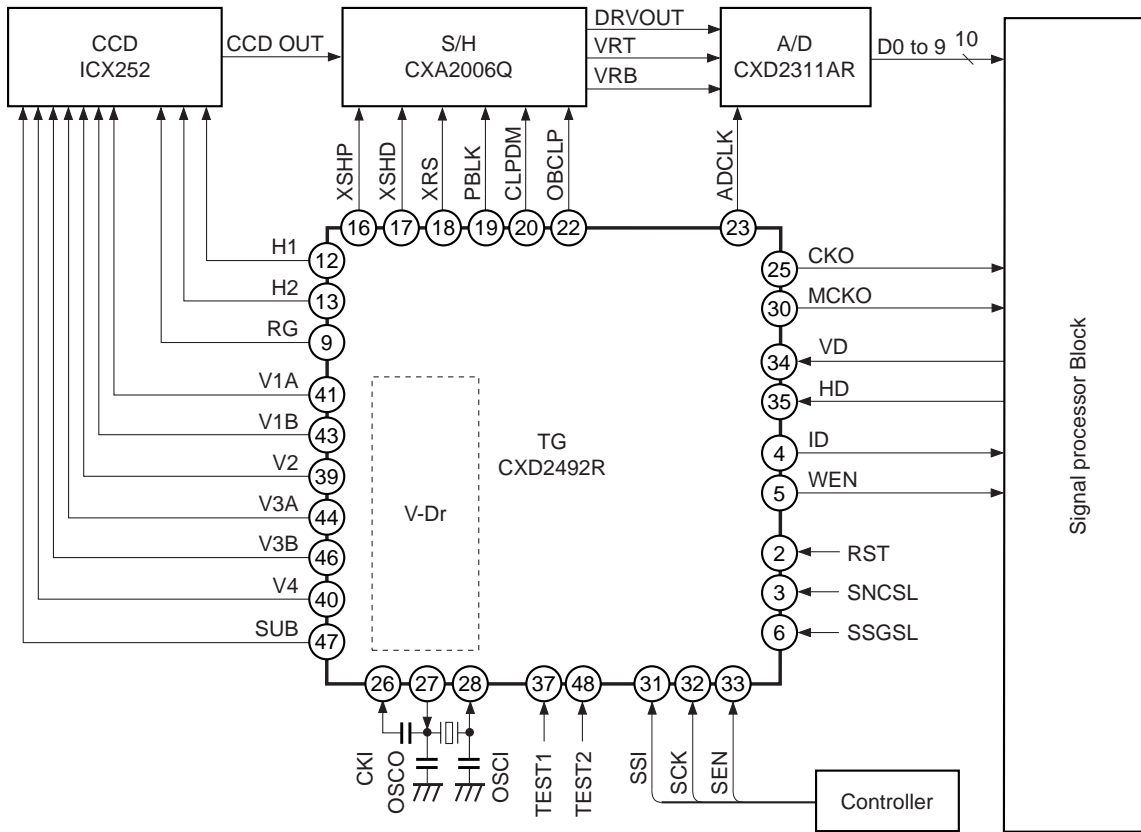 CCD
ICX252
CCD OUT
S/H
CXA2006Q
DRVOUT
VRT
VRB
A/D
CXD2311AR
D0 to 9
10
Signal processor Block
XSHP
XSHD
XRS
PBLK
CLPDM
OBCLP
ADCLK
16
17
18
19
20
22
23
H1
12
H2
13
RG
9
V1A
41
V1B
43
V2
39
V3A
44
V3B
46
V4
40
SUB
47
V-Dr
TG
CXD2492R
25
CKO
30
MCKO
34
VD
35
HD
4
ID
5
WEN
2
RST
3
SNCSL
6
SSGSL
26
27
28
37
48
31
32
33
CKI
OSCO
OSCI
TEST1
TEST2
SSI
SCK
SEN
Controller